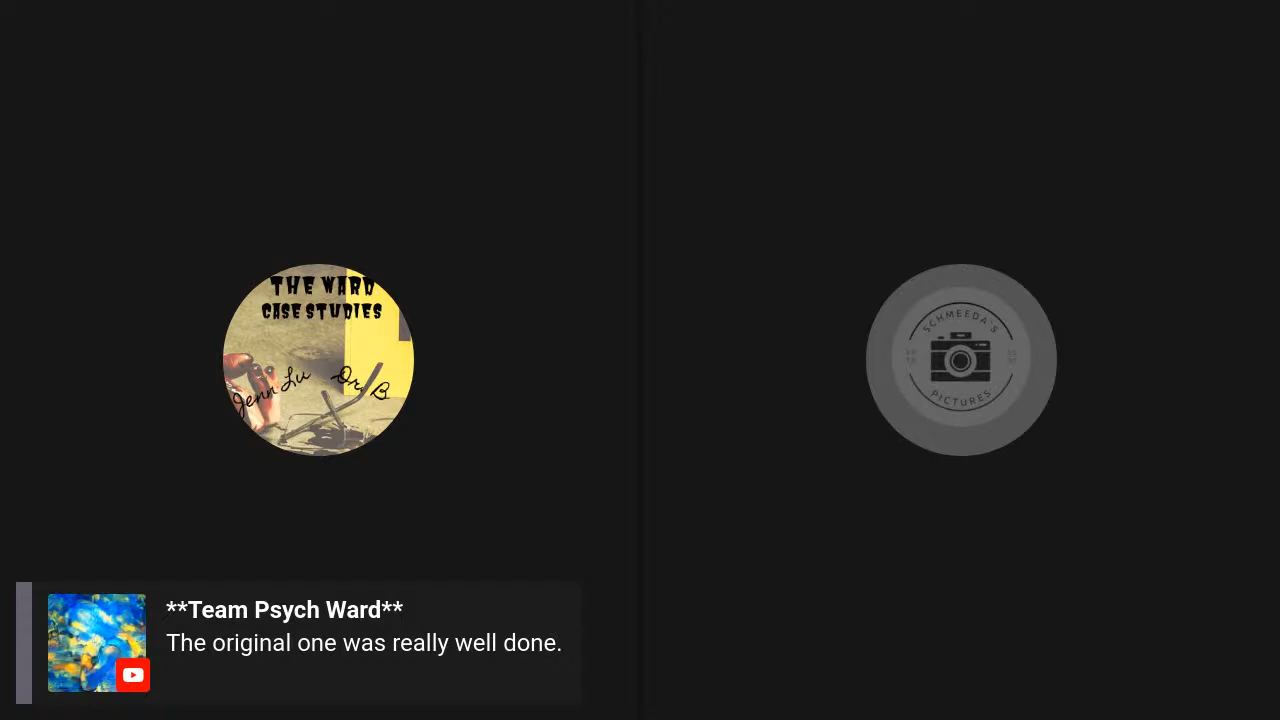 THE WARD
CASE STUDIES
Jenn Lu Dr. B
SCHMEEDA'S
PICTURES
**Team Psych Ward**
The original one was really well done.